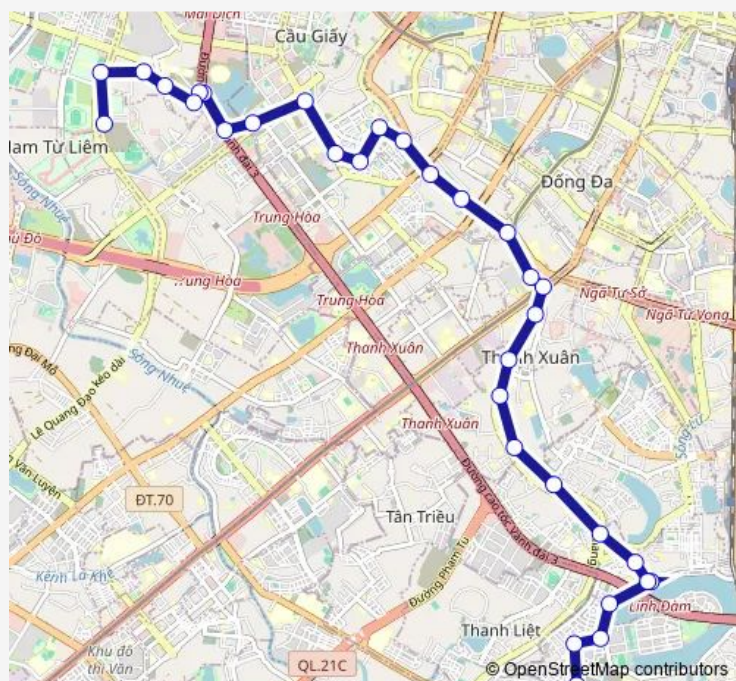 Mai Dịch
Cầu Giấy
Nam Từ Liêm
Sông Nhuệ
Trung Hòa
Đống Đa
Trung Hòa
Trung Hòa
Ngã Tư Sở
Ngã Tư Vọng
Thanh Xuân
Thanh Xuân
Sông Nhuệ
Lê Quang Đạo kéo dài
Thanh Xuân
ĐT.70
Đường cao tốc Vành đai 3
Tân Triều
Kênh La Khê
Đường Phạm Tu
Linh Đàm
Thanh Liệt
Khu đô
thị Văn
QL.21C
© OpenStreetMap contributors